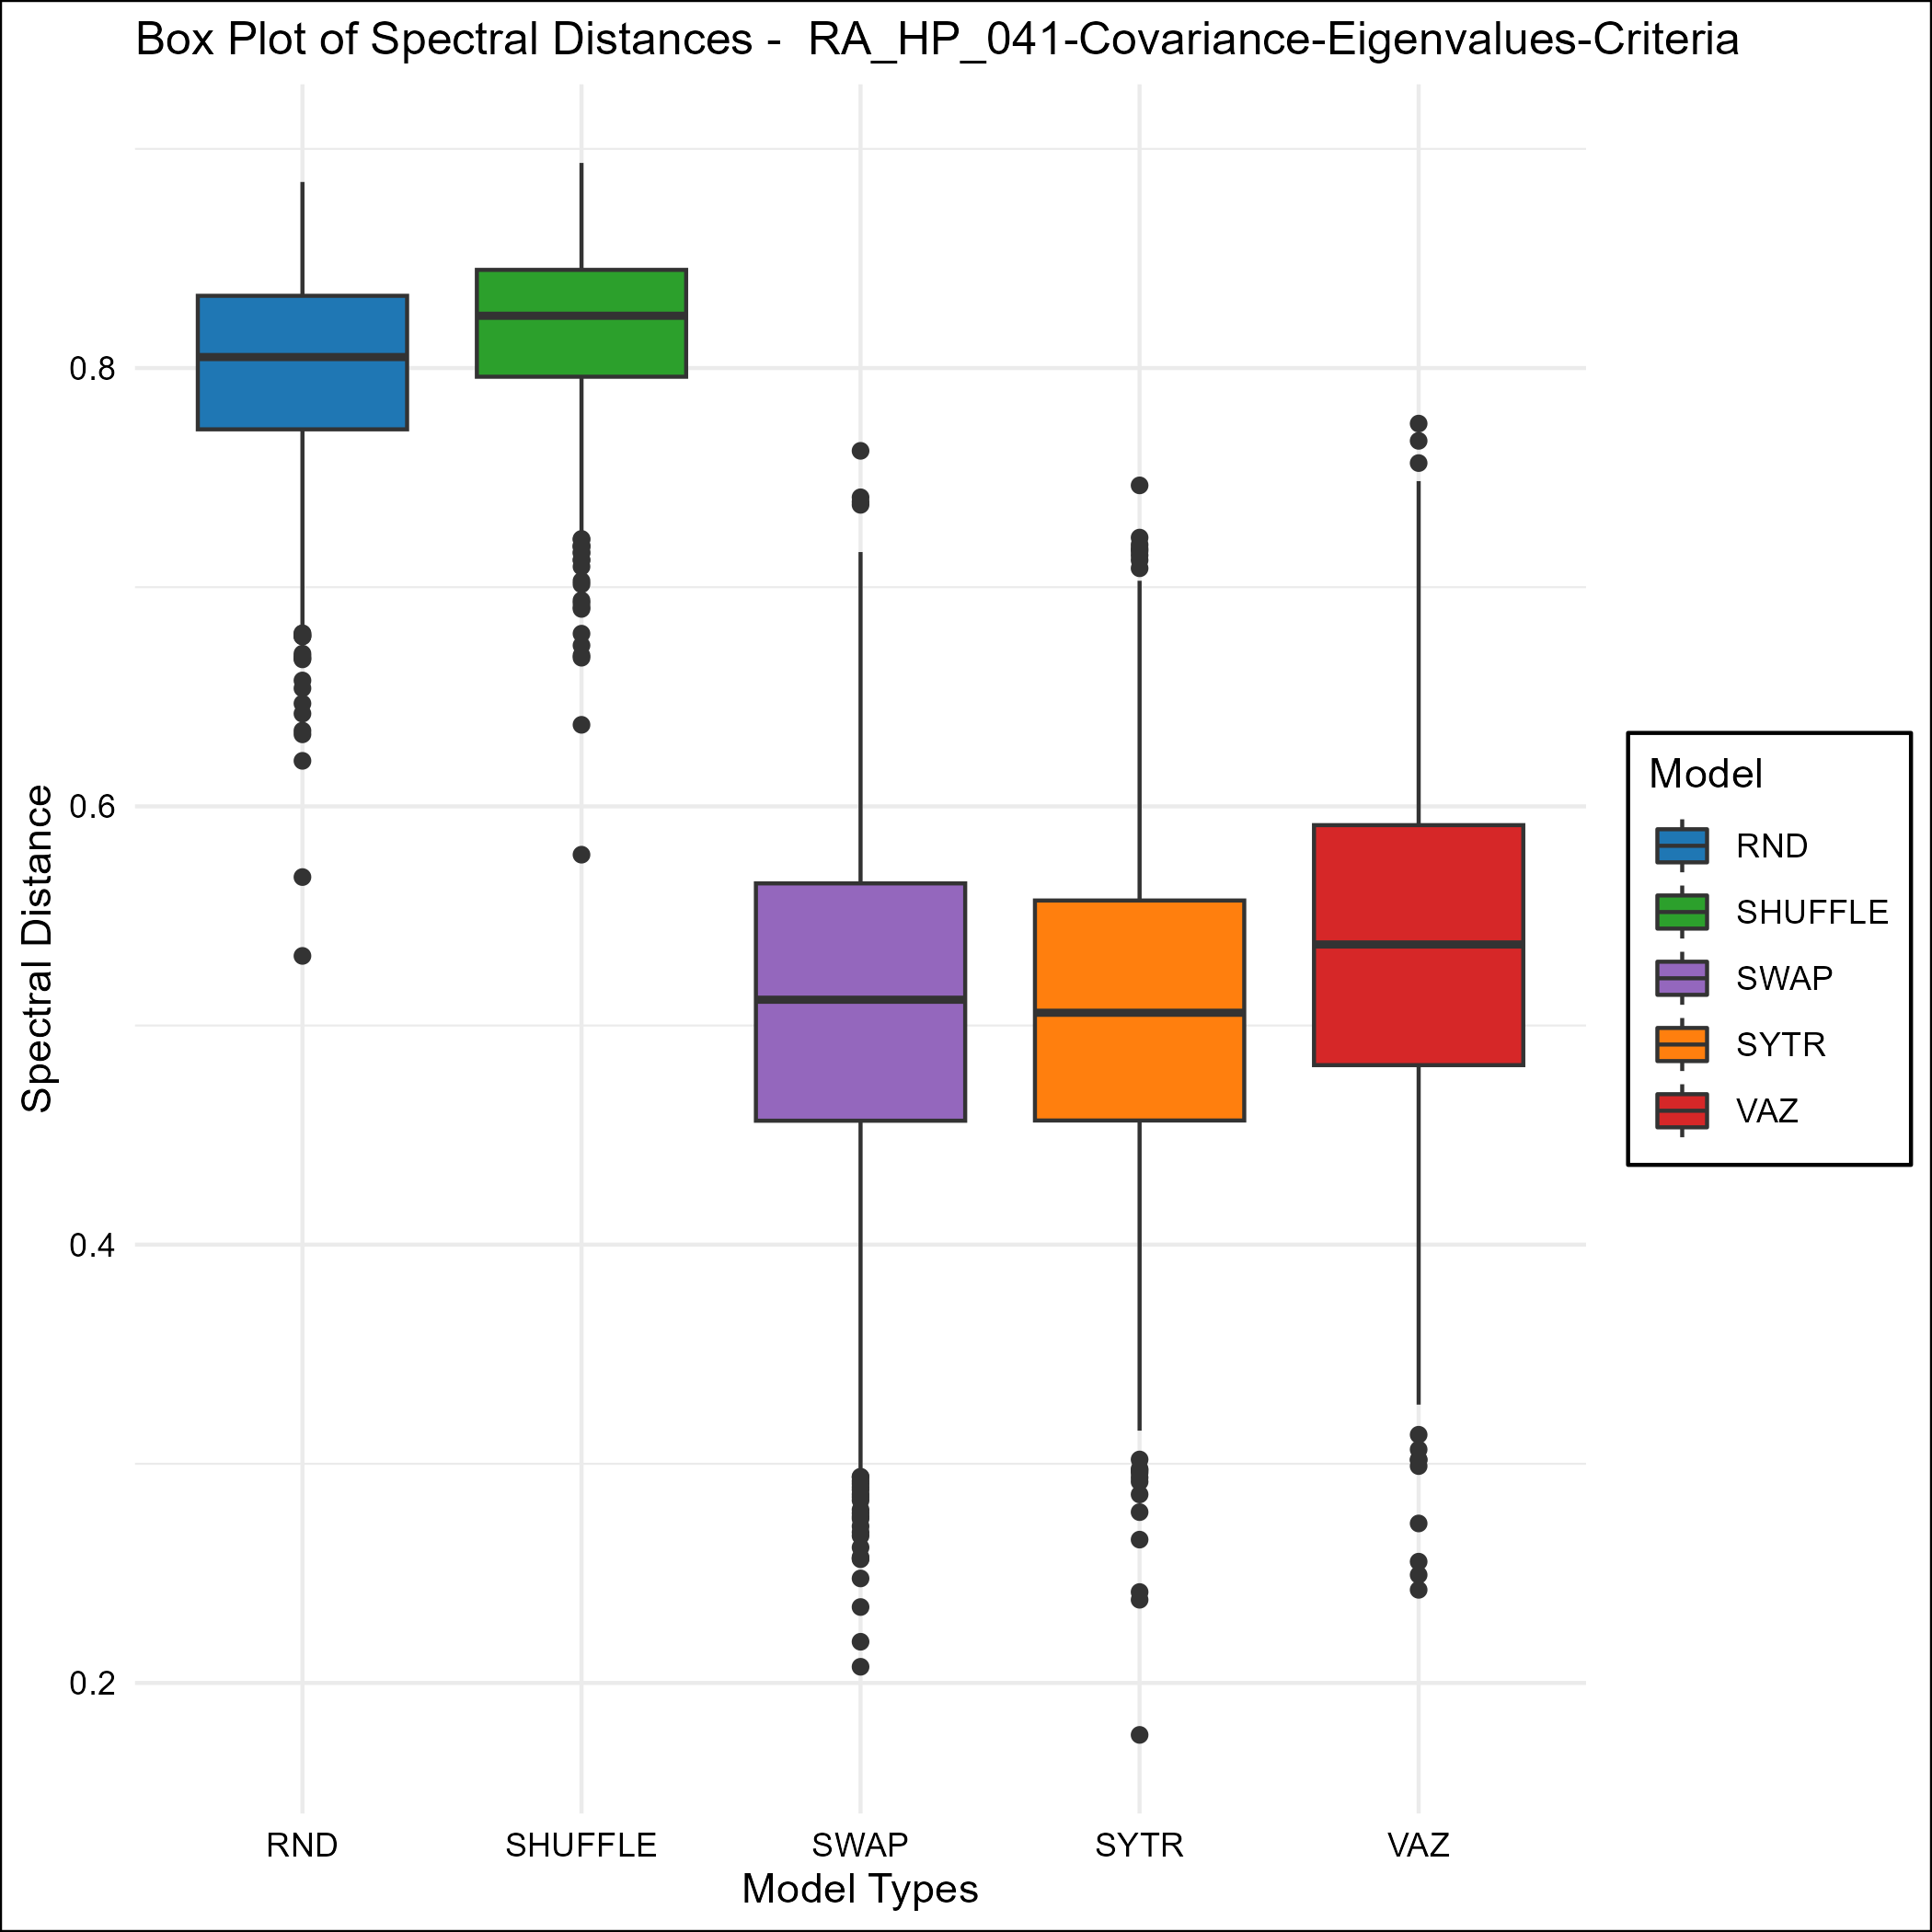 Box Plot of Spectral Distances -  RA_HP_041-Covariance-Eigenvalues-Criteria
Spectral Distance
0.8
0.6
0.4
0.2
RND
SHUFFLE
SWAP
SYTR
VAZ
Model Types
Model
RND
SHUFFLE
SWAP
SYTR
VAZ